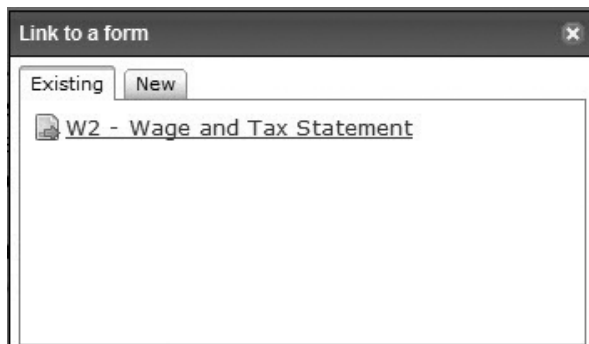 Link to a form
Existing New
W2 - Wage and Tax Statement